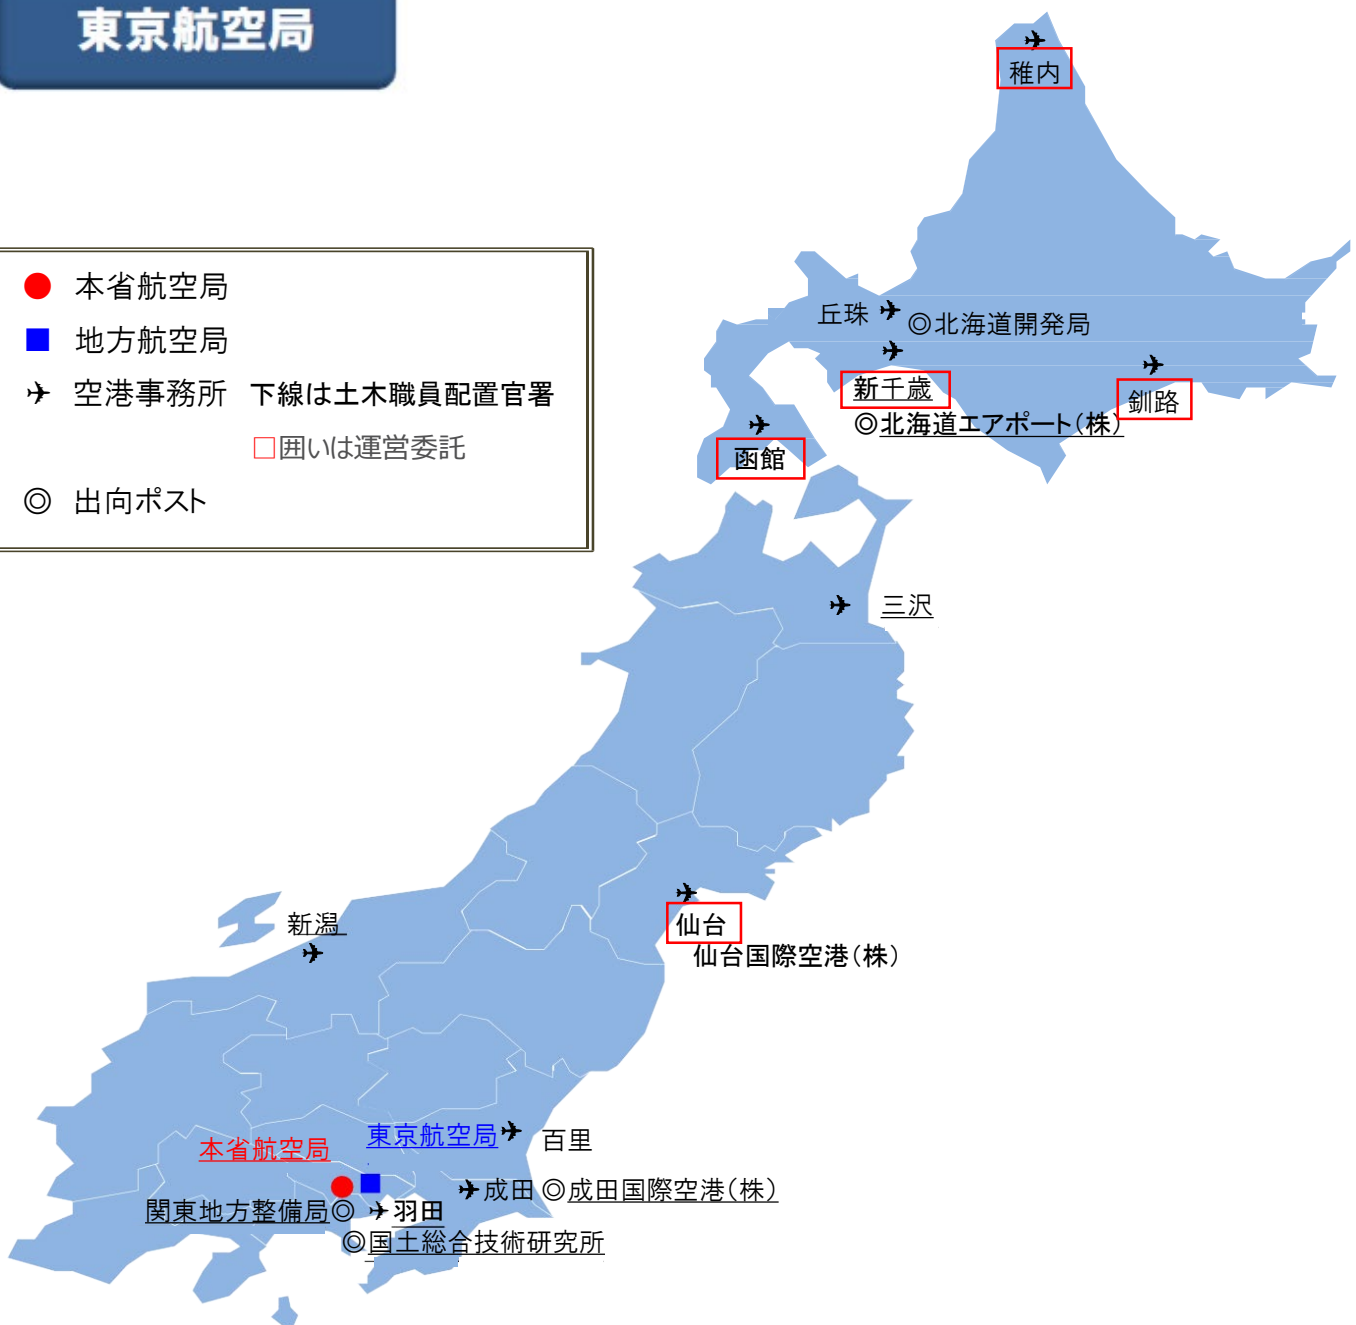 東京航空局
● 本省航空局
■ 地方航空局
✈ 空港事務所 下線は土木職員配置官署
□囲いは運営委託
◎ 出向ポスト
稚内
丘珠
◎北海道開発局
新千歳
釧路
◎北海道エアポート(株)
函館
三沢
仙台
仙台国際空港(株)
新潟
本省航空局
東京航空局
百里
成田
◎成田国際空港(株)
関東地方整備局◎
羽田
◎国土総合技術研究所